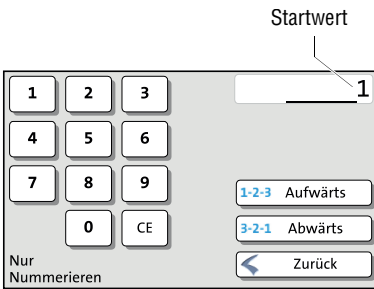 Startwert
1 2 3
1
4 5 6
7 8 9
1-2-3 Aufwärts
0 CE
3-2-1 Abwärts
Nur
Nummerieren
Zurück